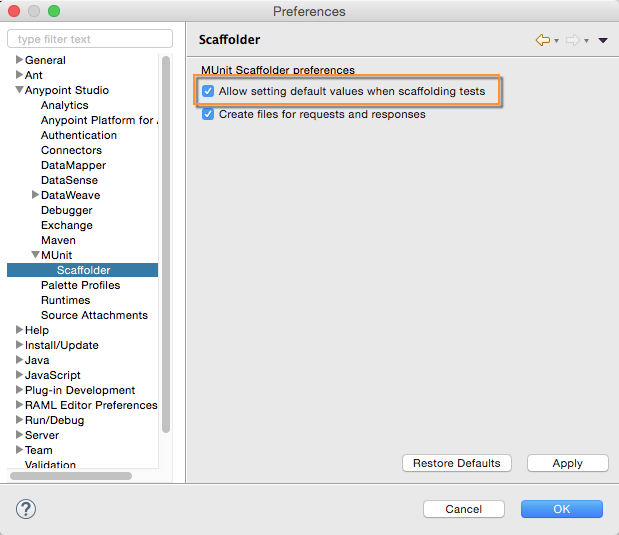 Preferences
type filter text
General
Ant
Anypoint Studio
Analytics
Anypoint Platform for
Authentication
Connectors
DataMapper
DataSense
DataWeave
Debugger
Exchange
Maven
MUnit
Scaffolder
Palette Profiles
Runtimes
Source Attachments
Help
Install/Update
Java
JavaScript
Plug-in Development
RAML Editor Preferences
Run/Debug
Server
Team
Validation
Scaffolder
MUnit Scaffolder preferences
Allow setting default values when scaffolding tests
Create files for requests and responses
Restore Defaults
Apply
?
Cancel
OK